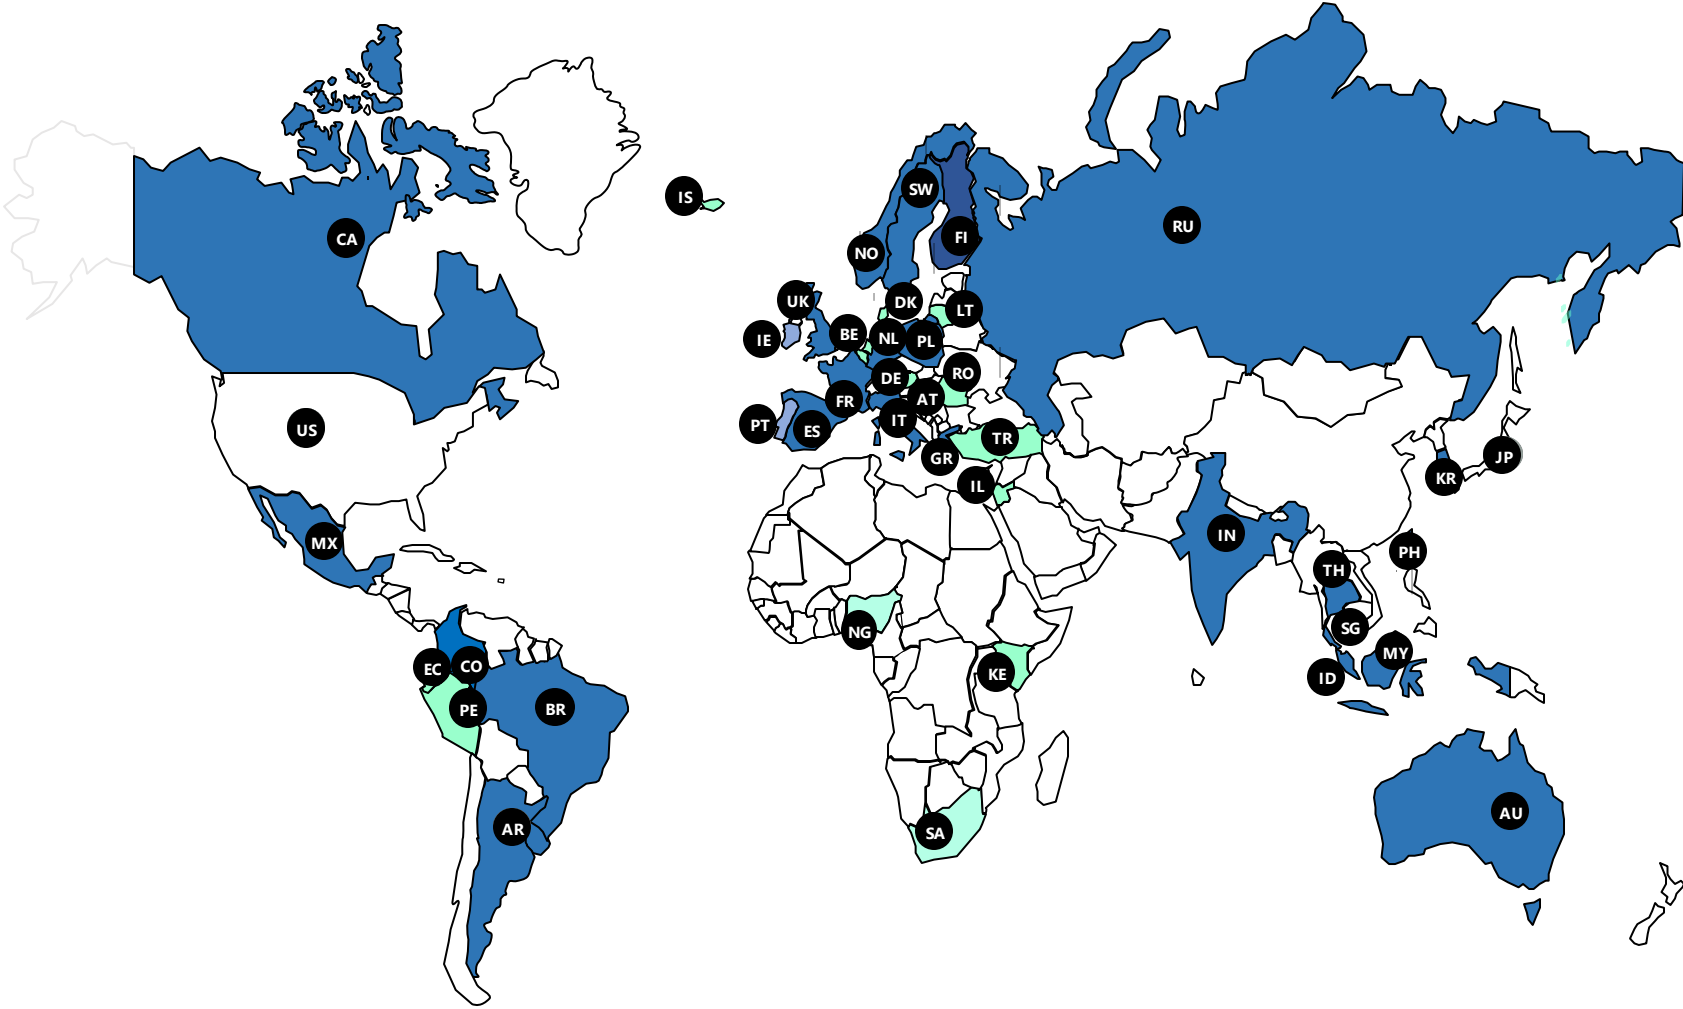 IS
SW
CA
RU
FI
NO
UK
DK
LT
IE
BE
NL
PL
RO
DE
FR
AT
US
PT
ES
IT
TR
GR
JP
IL
KR
MX
IN
PH
TH
NG
SG
MY
EC
CO
KE
ID
PE
BR
AR
SA
AU